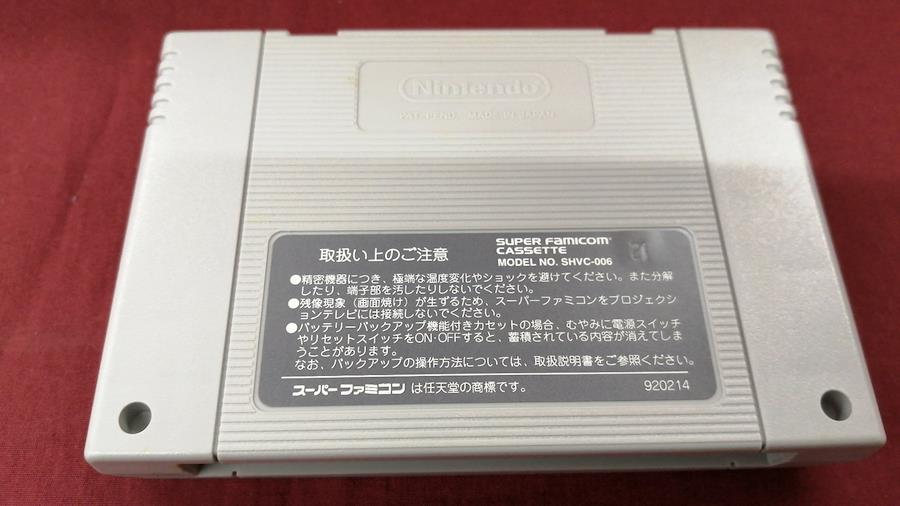 Nintendo
PAT. PEND. MADE IN JAPAN
取扱い上のご注意
SUPER FAMICOM
CASSETTE
MODEL NO. SHVC-006
●精密機器につき、極端な温度変化やショックを避けてください。また分解
したり、端子部を汚したりしないでください。
●残像現象（画面焼け）が生ずるため、スーパーファミコンをプロジェクシ
ョンテレビには接続しないでください。
●バッテリーバックアップ機能付きカセットの場合、むやみに電源スイッチ
やリセットスイッチをON·OFFすると、蓄積されている内容が消えてしま
うことがあります。
なお、バックアップの操作方法については、取扱説明書をご参照ください。
スーパーファミコン は任天堂の商標です。
920214